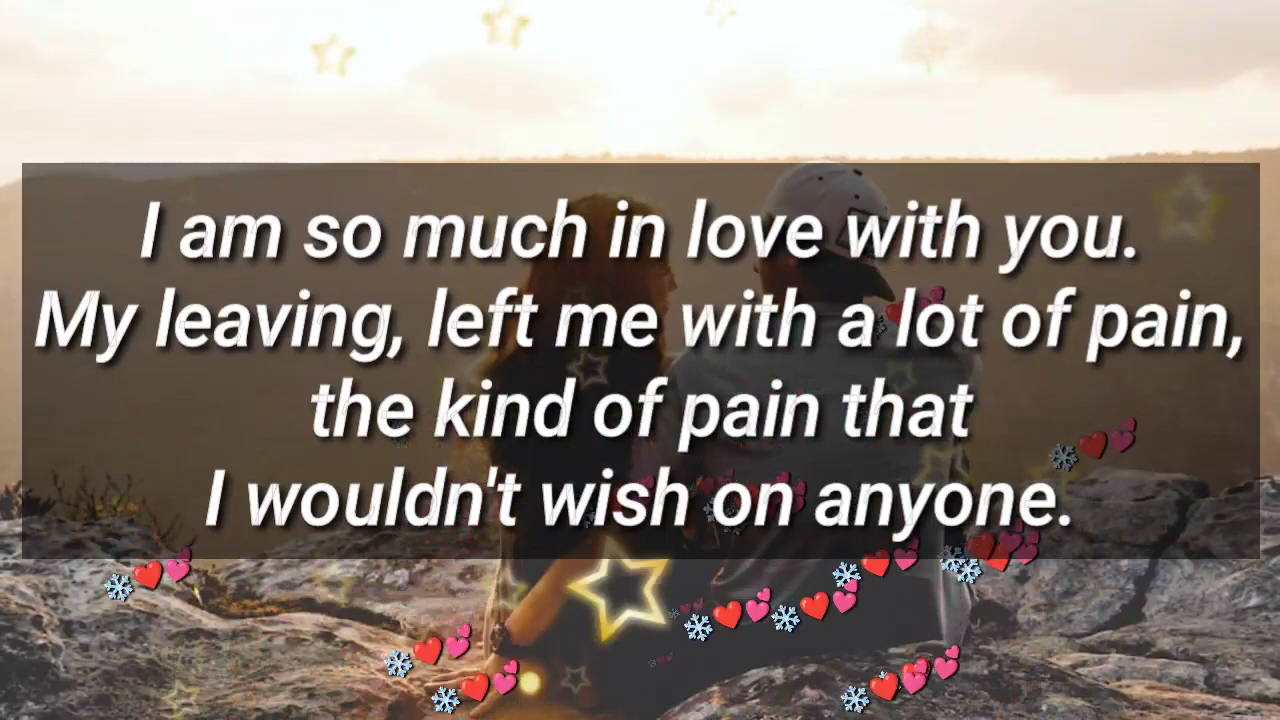 I am so much in love with you.
My leaving, left me with a lot of pain,
the kind of pain that
I wouldn't wish on anyone.